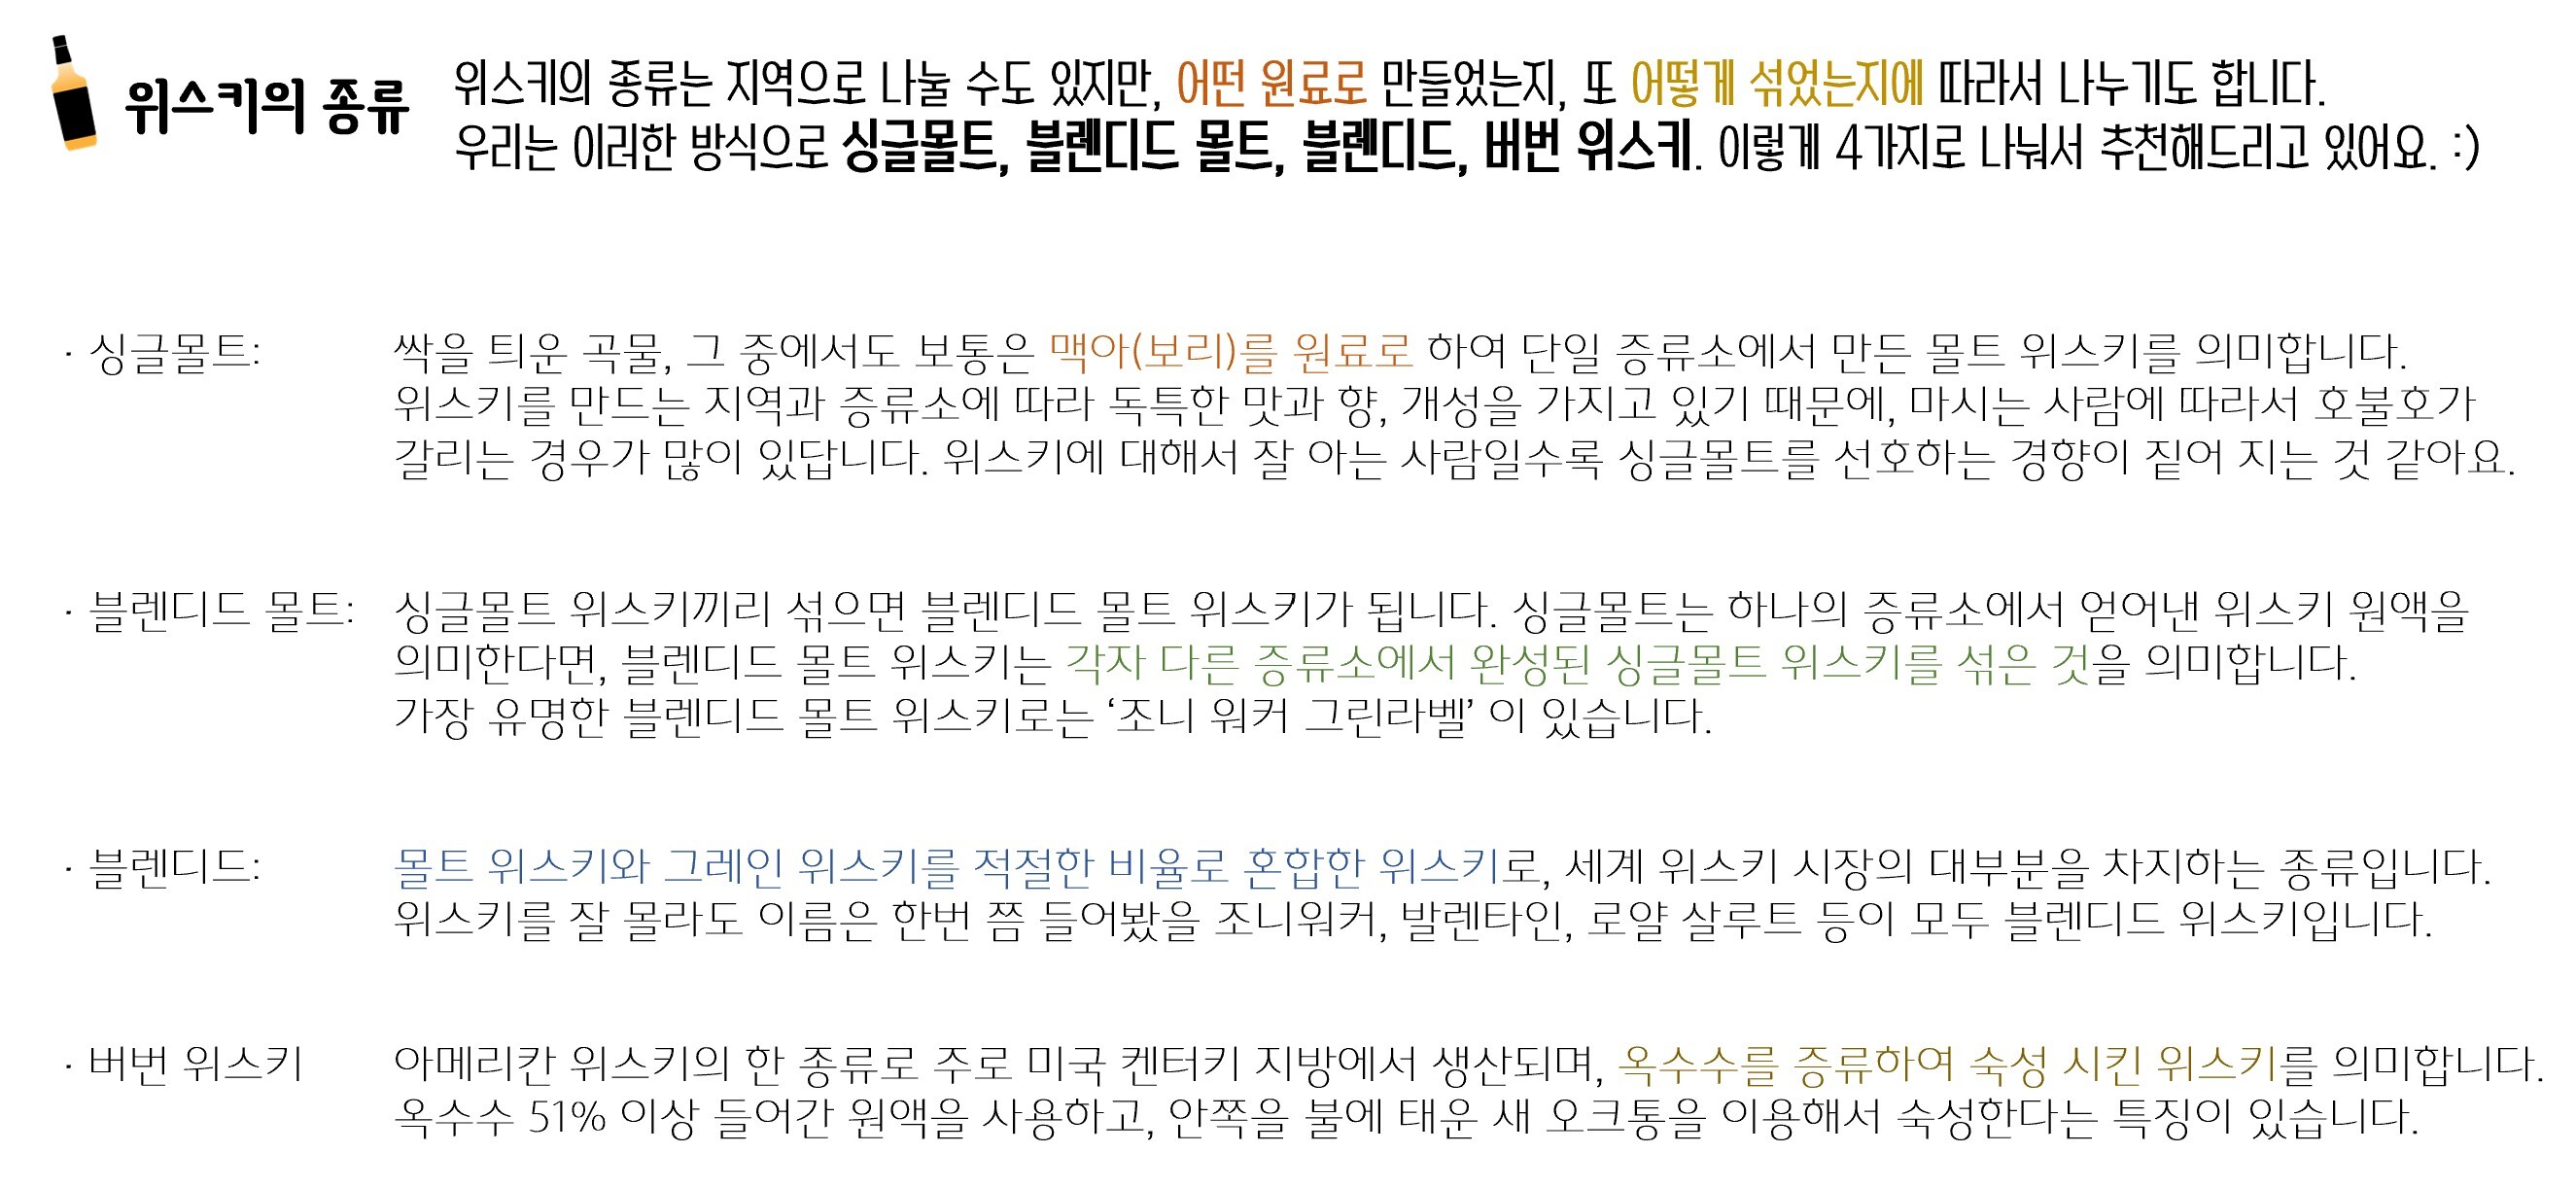 위스키의 종류
위스키의 종류는 지역으로 나눌 수도 있지만, 어떤 원료로 만들었는지, 또 어떻게 섞었는지에 따라서 나누기도 합니다.
우리는 이러한 방식으로 싱글몰트, 블렌디드 몰트, 블렌디드, 버번 위스키. 이렇게 4가지로 나눠서 추천해드리고 있어요. :)
· 싱글몰트: 싹을 틔운 곡물, 그 중에서도 보통은 맥아(보리)를 원료로 하여 단일 증류소에서 만든 몰트 위스키를 의미합니다.
위스키를 만드는 지역과 증류소에 따라 독특한 맛과 향, 개성을 가지고 있기 때문에, 마시는 사람에 따라서 호불호가
갈리는 경우가 많이 있답니다. 위스키에 대해서 잘 아는 사람일수록 싱글몰트를 선호하는 경향이 짙어 지는 것 같아요.
· 블렌디드 몰트: 싱글몰트 위스키끼리 섞으면 블렌디드 몰트 위스키가 됩니다. 싱글몰트는 하나의 증류소에서 얻어낸 위스키 원액을
의미한다면, 블렌디드 몰트 위스키는 각자 다른 증류소에서 완성된 싱글몰트 위스키를 섞은 것을 의미합니다.
가장 유명한 블렌디드 몰트 위스키로는 ‘조니 워커 그린라벨’ 이 있습니다.
· 블렌디드: 몰트 위스키와 그레인 위스키를 적절한 비율로 혼합한 위스키로, 세계 위스키 시장의 대부분을 차지하는 종류입니다.
위스키를 잘 몰라도 이름은 한번 쯤 들어봤을 조니워커, 발렌타인, 로얄 살루트 등이 모두 블렌디드 위스키입니다.
· 버번 위스키 아메리칸 위스키의 한 종류로 주로 미국 켄터키 지방에서 생산되며, 옥수수를 증류하여 숙성 시킨 위스키를 의미합니다.
옥수수 51% 이상 들어간 원액을 사용하고, 안쪽을 불에 태운 새 오크통을 이용해서 숙성한다는 특징이 있습니다.